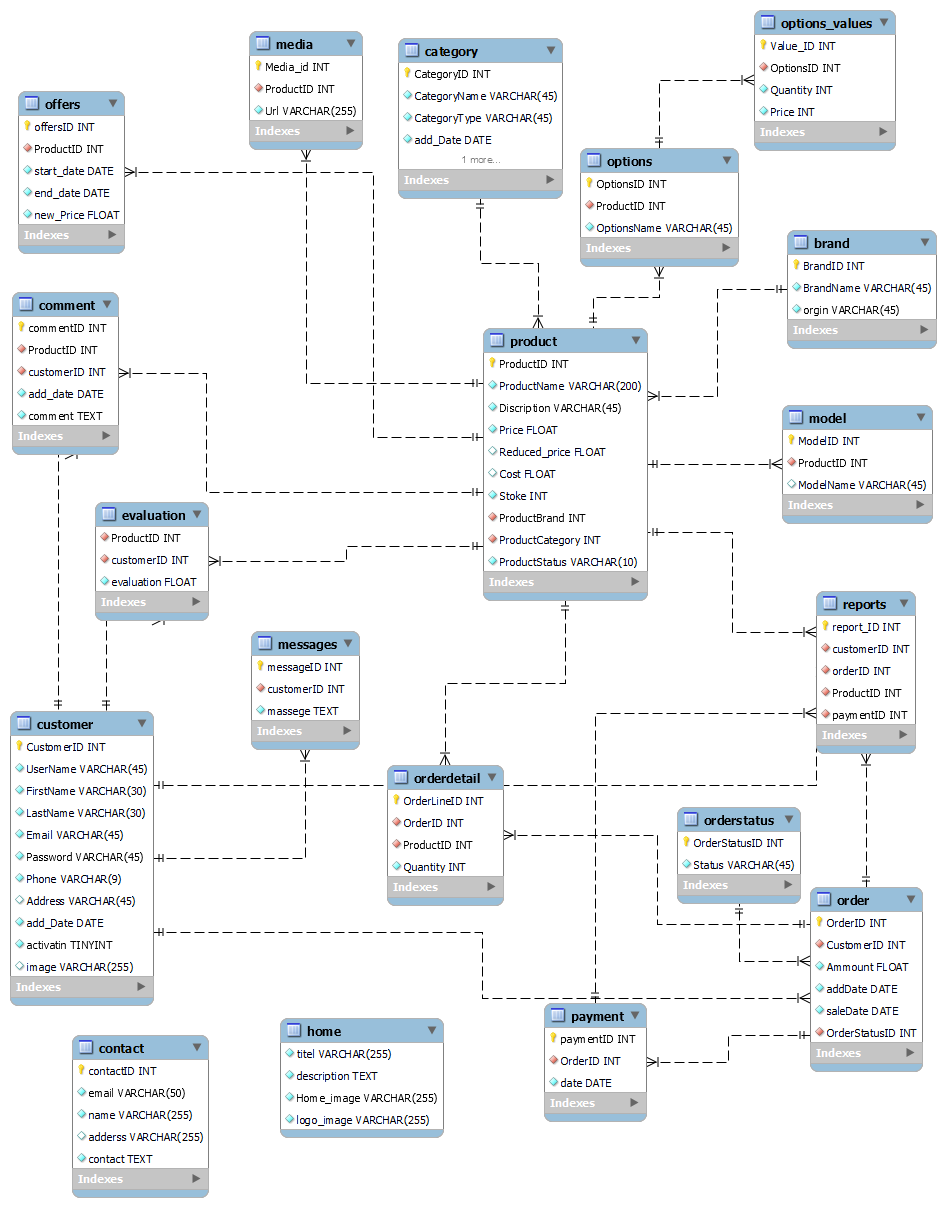 media
Media_id INT
ProductID INT
Url VARCHAR(255)
Indexes
category
CategoryID INT
CategoryName VARCHAR(45)
CategoryType VARCHAR(45)
add_Date DATE
1 more...
Indexes
options_values
Value_ID INT
OptionsID INT
Quantity INT
Price INT
Indexes
offers
offersID INT
ProductID INT
start_date DATE
end_date DATE
new_Price FLOAT
Indexes
options
OptionsID INT
ProductID INT
OptionsName VARCHAR(45)
Indexes
brand
BrandID INT
BrandName VARCHAR(45)
orgin VARCHAR(45)
Indexes
comment
commentID INT
ProductID INT
customerID INT
add_date DATE
comment TEXT
Indexes
product
ProductID INT
ProductName VARCHAR(200)
Discription VARCHAR(45)
Price FLOAT
Reduced_price FLOAT
Cost FLOAT
Stoke INT
ProductBrand INT
ProductCategory INT
ProductStatus VARCHAR(10)
Indexes
model
ModelID INT
ProductID INT
ModelName VARCHAR(45)
Indexes
evaluation
ProductID INT
customerID INT
evaluation FLOAT
Indexes
reports
report_ID INT
customerID INT
orderID INT
ProductID INT
paymentID INT
Indexes
messages
messageID INT
customerID INT
massege TEXT
Indexes
customer
CustomerID INT
UserName VARCHAR(45)
FirstName VARCHAR(30)
LastName VARCHAR(30)
Email VARCHAR(45)
Password VARCHAR(45)
Phone VARCHAR(9)
Address VARCHAR(45)
add_Date DATE
activatin TINYINT
image VARCHAR(255)
Indexes
orderdetail
OrderLineID INT
OrderID INT
ProductID INT
Quantity INT
Indexes
orderstatus
OrderStatusID INT
Status VARCHAR(45)
Indexes
order
OrderID INT
CustomerID INT
Ammount FLOAT
addDate DATE
saleDate DATE
OrderStatusID INT
Indexes
payment
paymentID INT
OrderID INT
date DATE
Indexes
home
titel VARCHAR(255)
description TEXT
Home_image VARCHAR(255)
logo_image VARCHAR(255)
contact
contactID INT
email VARCHAR(50)
name VARCHAR(255)
adderss VARCHAR(255)
contact TEXT
Indexes